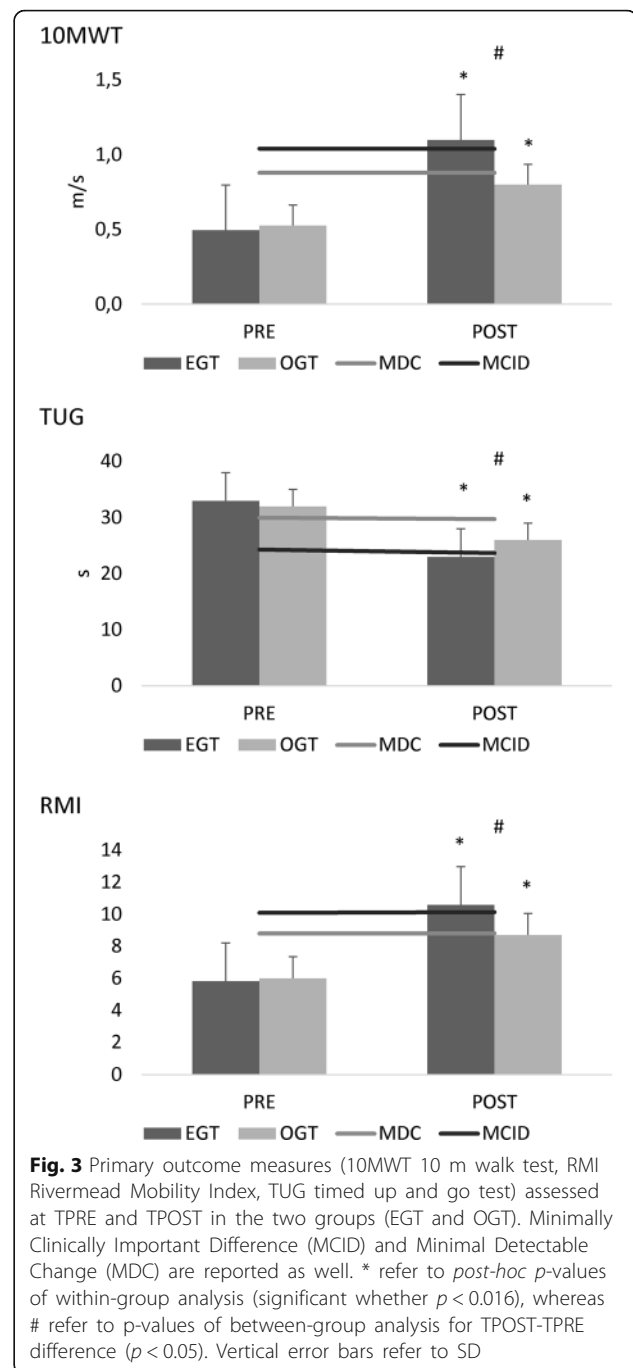 10MWT
#
1,5
*
*
1,0
m/s
0,5
0,0
PRE POST
EGT OGT MDC MCID
TUG
40
#
*
*
30
s
20
10
0
PRE POST
EGT OGT MDC MCID
RMI
#
14
*
12
*
10
8
6
4
2
0
PRE POST
EGT OGT MDC MCID
Fig. 3 Primary outcome measures (10MWT 10 m walk test, RMI
Rivermead Mobility Index, TUG timed up and go test) assessed
at TPRE and TPOST in the two groups (EGT and OGT). Minimally
Clinically Important Difference (MCID) and Minimal Detectable
Change (MDC) are reported as well. * refer to post-hoc p-values
of within-group analysis (significant whether p < 0.016), whereas
# refer to p-values of between-group analysis for TPOST-TPRE
difference (p < 0.05). Vertical error bars refer to SD